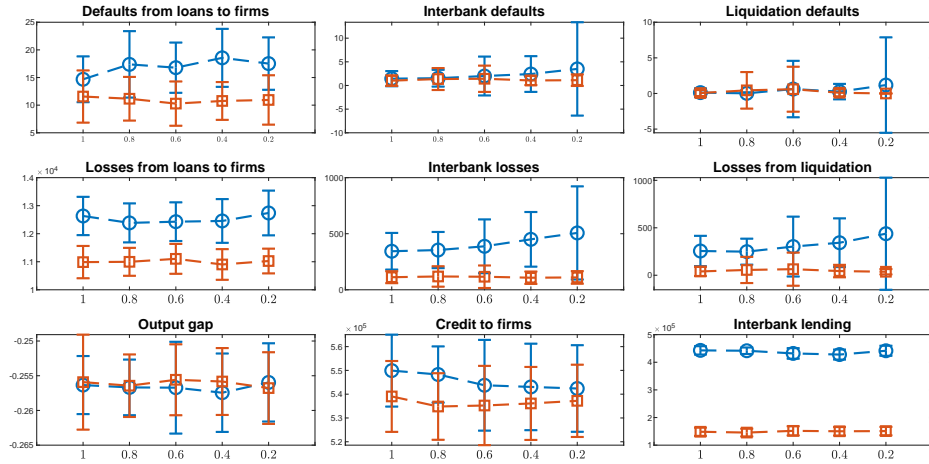 Defaults from loans to firms
25
20
15
10
5
1 0.8 0.6 0.4 0.2
Interbank defaults
10
5
0
-5
-10
1 0.8 0.6 0.4 0.2
Liquidation defaults
10
5
0
-5
1 0.8 0.6 0.4 0.2
Losses from loans to firms
× 10⁴
1.4
1.3
1.2
1.1
1
1 0.8 0.6 0.4 0.2
Interbank losses
1000
500
0
1 0.8 0.6 0.4 0.2
Losses from liquidation
1000
500
0
1 0.8 0.6 0.4 0.2
Output gap
-0.25
-0.255
-0.26
-0.265
1 0.8 0.6 0.4 0.2
Credit to firms
× 10⁵
5.6
5.4
5.2
1 0.8 0.6 0.4 0.2
Interbank lending
× 10⁵
5
4
3
2
1
1 0.8 0.6 0.4 0.2